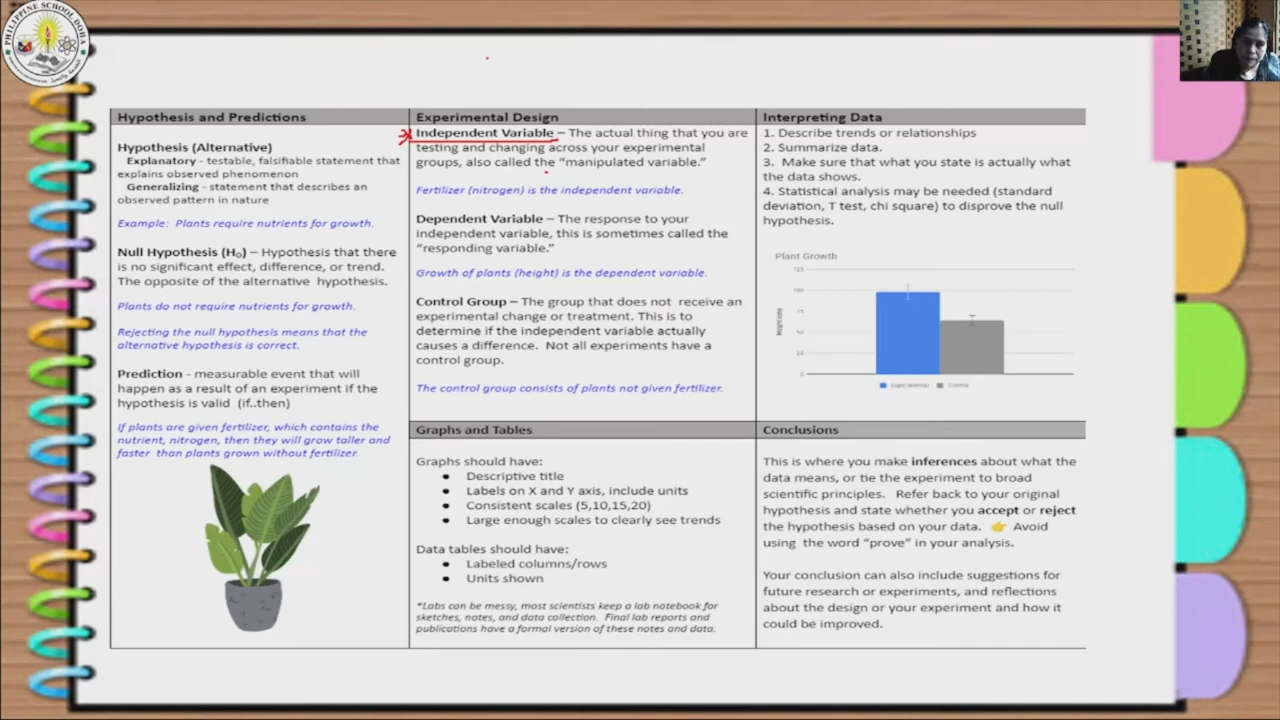 PHILIPPINE SCHOOL DOHA
Hypothesis and Predictions
Hypothesis (Alternative)
Explanatory - testable, falsifiable statement that
explains observed phenomenon
Generalizing - statement that describes an
observed pattern in nature
Example: Plants require nutrients for growth.
Null Hypothesis (H₀) – Hypothesis that there
is no significant effect, difference, or trend.
The opposite of the alternative hypothesis.
Plants do not require nutrients for growth.
Rejecting the null hypothesis means that the
alternative hypothesis is correct.
Prediction - measurable event that will
happen as a result of an experiment if the
hypothesis is valid (if..then)
If plants are given fertilizer, which contains the
nutrient, nitrogen, then they will grow taller and
faster than plants grown without fertilizer.
Experimental Design
Independent Variable – The actual thing that you are
testing and changing across your experimental
groups, also called the “manipulated variable.”
Fertilizer (nitrogen) is the independent variable.
Dependent Variable – The response to your
independent variable, this is sometimes called the
“responding variable.”
Growth of plants (height) is the dependent variable.
Control Group – The group that does not receive an
experimental change or treatment. This is to
determine if the independent variable actually
causes a difference. Not all experiments have a
control group.
The control group consists of plants not given fertilizer.
Graphs and Tables
Graphs should have:
● Descriptive title
● Labels on X and Y axis, include units
● Consistent scales (5,10,15,20)
● Large enough scales to clearly see trends
Data tables should have:
● Labeled columns/rows
● Units shown
*Labs can be messy, most scientists keep a lab notebook for
sketches, notes, and data collection. Final lab reports and
publications have a formal version of these notes and data.
Interpreting Data
1. Describe trends or relationships
2. Summarize data.
3. Make sure that what you state is actually what
the data shows.
4. Statistical analysis may be needed (standard
deviation, T test, chi square) to disprove the null
hypothesis.
Plant Growth
125
100
75
50
25
0
Control
Conclusions
This is where you make inferences about what the
data means, or tie the experiment to broad
scientific principles. Refer back to your original
hypothesis and state whether you accept or reject
the hypothesis based on your data. 👉 Avoid
using the word “prove” in your analysis.
Your conclusion can also include suggestions for
future research or experiments, and reflections
about the design or your experiment and how it
could be improved.